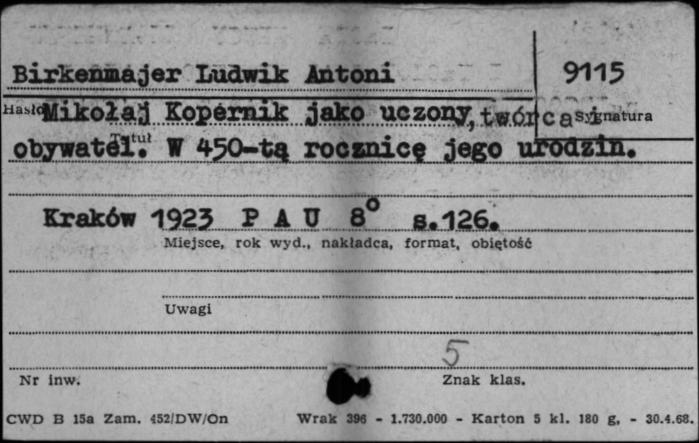 Birkenmajer Ludwik Antoni 9115
Hasło Mikołaj Kopernik jako uczony, twórca i Sygnatura
obywatel. Tytuł W 450-tą rocznicę jego urodzin.
Kraków 1923 P A U 8° s.126.
Miejsce, rok wyd., nakładca, format, objętość
Uwagi
5
Nr inw. Znak klas.
CWD B 15a Zam. 452/DW/On Wrak 396 - 1.730.000 - Karton 5 kl. 180 g. - 30.4.68.